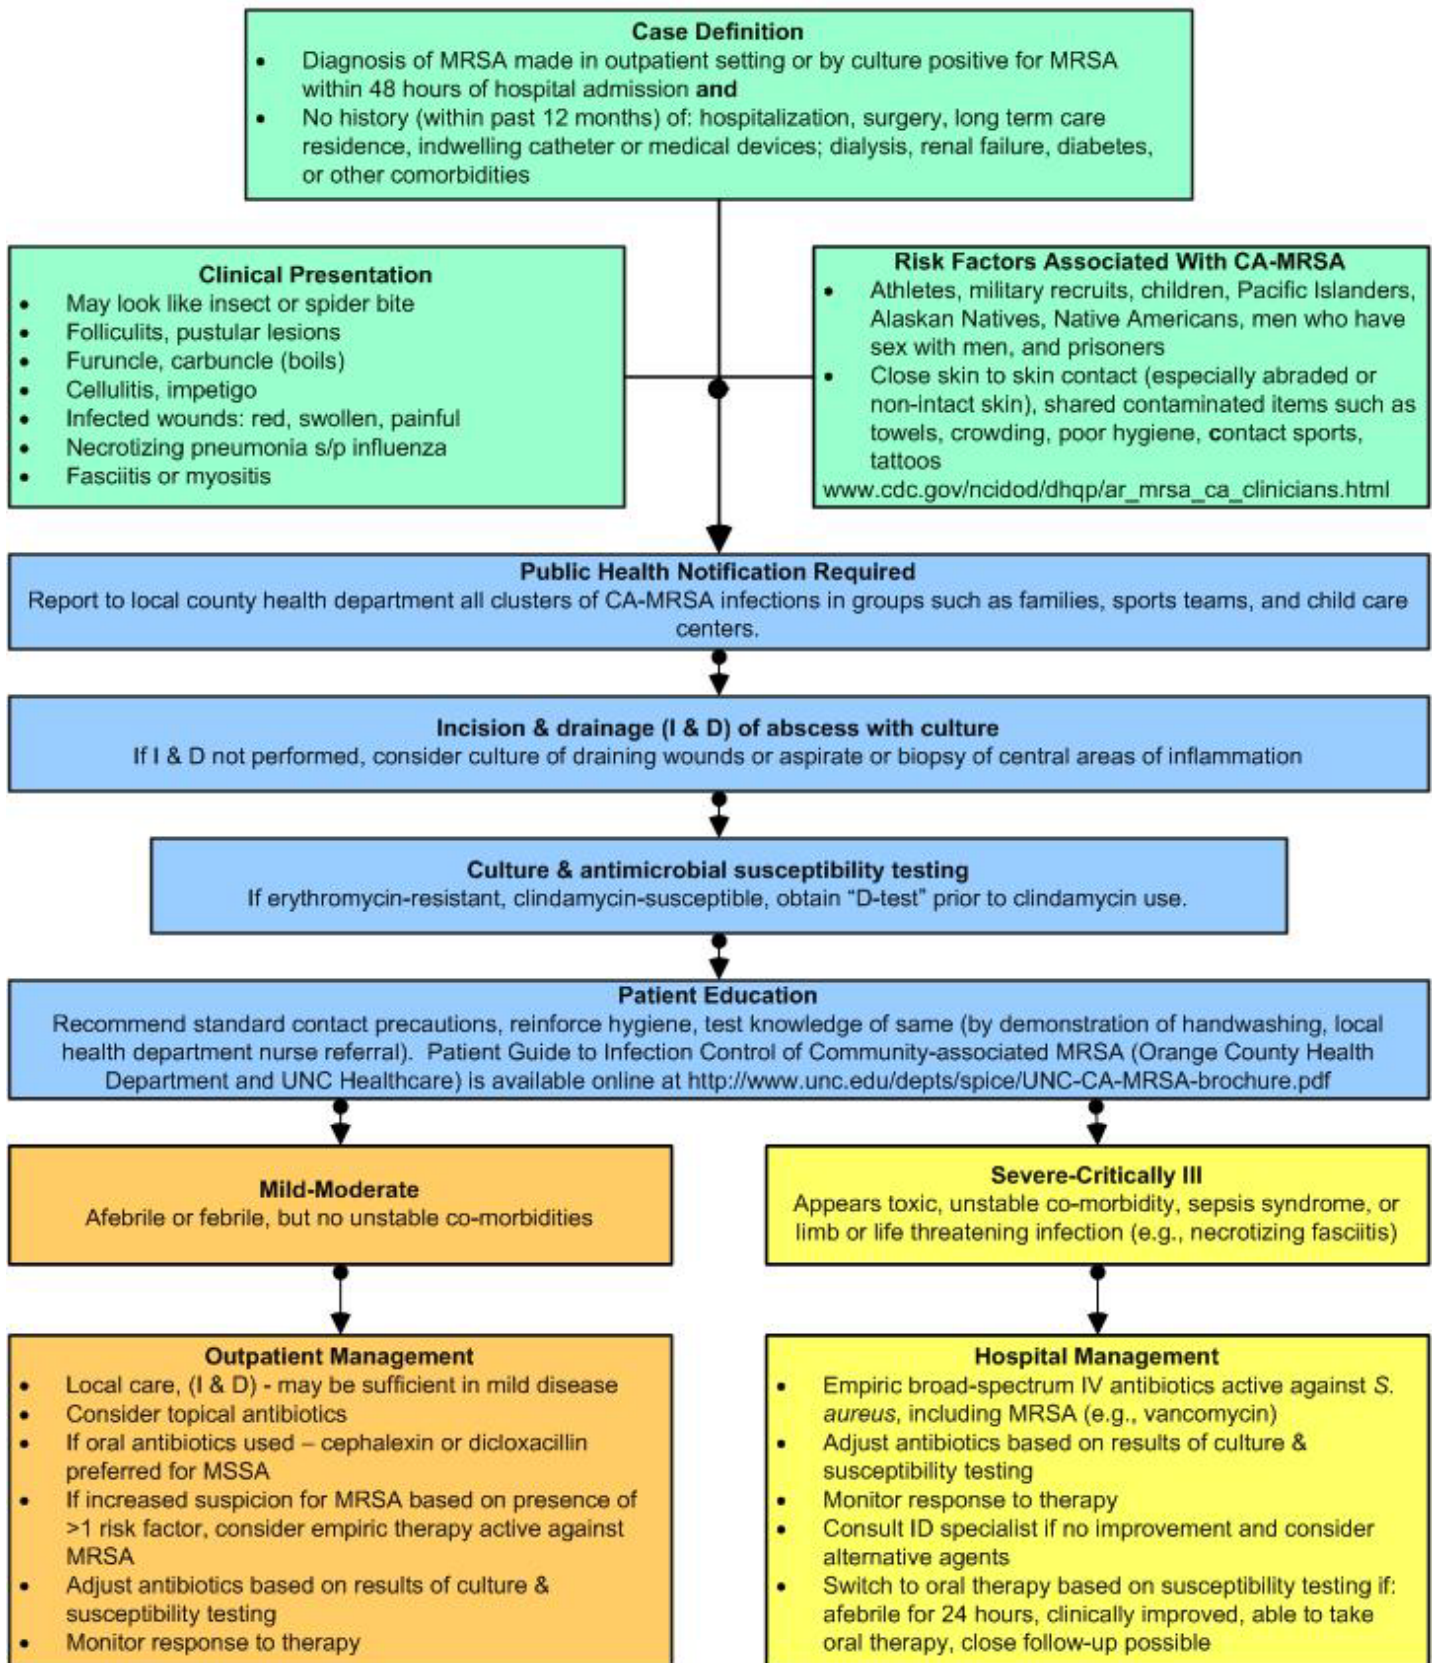 Case Definition
• Diagnosis of MRSA made in outpatient setting or by culture positive for MRSA
within 48 hours of hospital admission and
• No history (within past 12 months) of: hospitalization, surgery, long term care
residence, indwelling catheter or medical devices; dialysis, renal failure, diabetes,
or other comorbidities
Clinical Presentation
• May look like insect or spider bite
• Folliculits, pustular lesions
• Furuncle, carbuncle (boils)
• Cellulitis, impetigo
• Infected wounds: red, swollen, painful
• Necrotizing pneumonia s/p influenza
• Fasciitis or myositis
Risk Factors Associated With CA-MRSA
• Athletes, military recruits, children, Pacific Islanders,
Alaskan Natives, Native Americans, men who have
sex with men, and prisoners
• Close skin to skin contact (especially abraded or
non-intact skin), shared contaminated items such as
towels, crowding, poor hygiene, contact sports,
tattoos
www.cdc.gov/ncidod/dhqp/ar_mrsa_ca_clinicians.html
Public Health Notification Required
Report to local county health department all clusters of CA-MRSA infections in groups such as families, sports teams, and child care
centers.
Incision & drainage (I & D) of abscess with culture
If I & D not performed, consider culture of draining wounds or aspirate or biopsy of central areas of inflammation
Culture & antimicrobial susceptibility testing
If erythromycin-resistant, clindamycin-susceptible, obtain “D-test” prior to clindamycin use.
Patient Education
Recommend standard contact precautions, reinforce hygiene, test knowledge of same (by demonstration of handwashing, local
health department nurse referral). Patient Guide to Infection Control of Community-associated MRSA (Orange County Health
Department and UNC Healthcare) is available online at http://www.unc.edu/depts/spice/UNC-CA-MRSA-brochure.pdf
Mild-Moderate
Afebrile or febrile, but no unstable co-morbidities
Severe-Critically Ill
Appears toxic, unstable co-morbidity, sepsis syndrome, or
limb or life threatening infection (e.g., necrotizing fasciitis)
Outpatient Management
• Local care, (I & D) - may be sufficient in mild disease
• Consider topical antibiotics
• If oral antibiotics used – cephalexin or dicloxacillin
preferred for MSSA
• If increased suspicion for MRSA based on presence of
>1 risk factor, consider empiric therapy active against
MRSA
• Adjust antibiotics based on results of culture &
susceptibility testing
• Monitor response to therapy
Hospital Management
• Empiric broad-spectrum IV antibiotics active against S.
aureus, including MRSA (e.g., vancomycin)
• Adjust antibiotics based on results of culture &
susceptibility testing
• Monitor response to therapy
• Consult ID specialist if no improvement and consider
alternative agents
• Switch to oral therapy based on susceptibility testing if:
afebrile for 24 hours, clinically improved, able to take
oral therapy, close follow-up possible